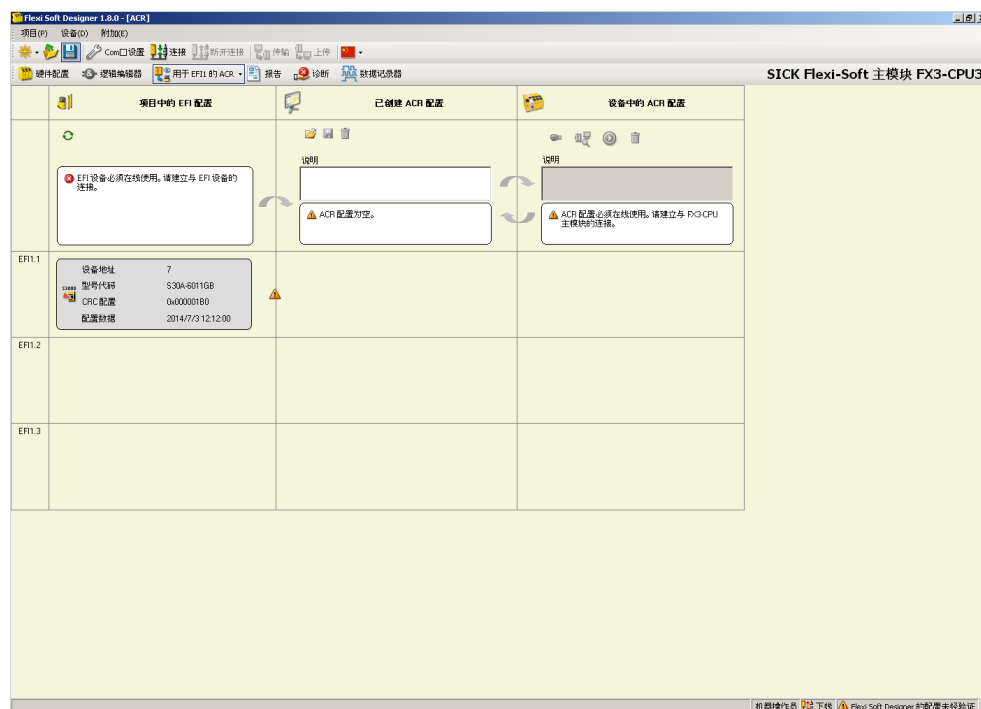 Flexi Soft Designer 1.8.0 - [ACR]
项目(P) 设备(D) 附加(E)
Com口设置 连接 断开连接 传输 上传
硬件配置 逻辑编辑器 用于 EFI1 的 ACR 报告 诊断 数据记录器 SICK Flexi-Soft 主模块 FX3-CPU3
项目中的 EFI 配置 已创建 ACR 配置 设备中的 ACR 配置
说明 说明
EFI 设备必须在线使用。请建立与 EFI 设备的
连接。
ACR 配置为空。
ACR 配置必须在线使用。请建立与 FX3-CPU
主模块的连接。
EFI1.1
设备地址 7
S3000 型号代码 S30A-6011GB
CRC 配置 0x000001B0
配置数据 2014/7/3 12:12:00
EFI1.2
EFI1.3
机器操作员 下线 Flexi Soft Designer 的配置未经验证